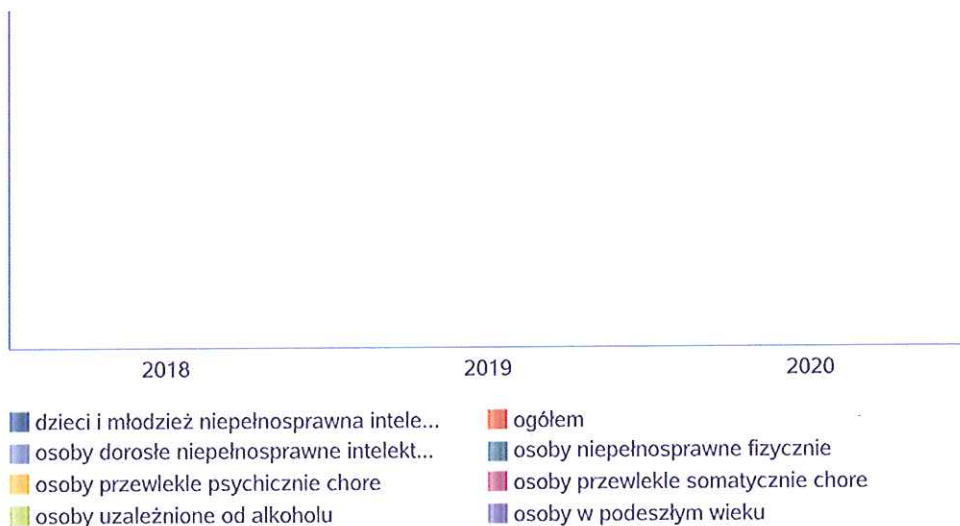 2018 2019 2020
dzieci i młodzież niepełnosprawna intele...
ogółem
osoby dorosłe niepełnosprawne intelekt...
osoby niepełnosprawne fizycznie
osoby przewlekle psychicznie chore
osoby przewlekle somatycznie chore
osoby uzależnione od alkoholu
osoby w podeszłym wieku